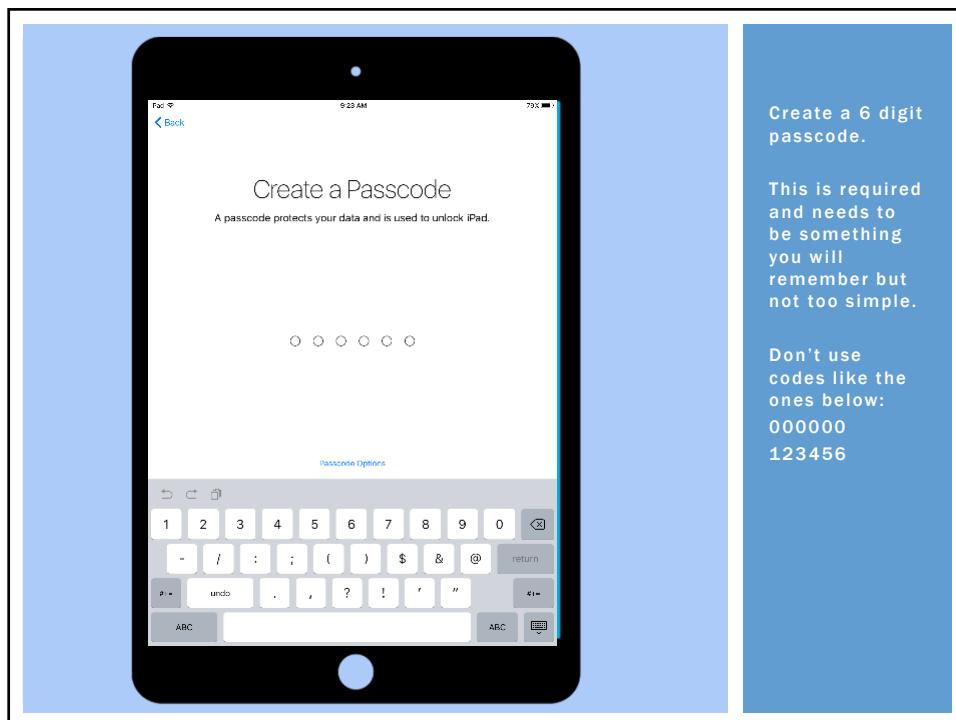 Pad 9:23 AM 79%
Back
Create a Passcode
A passcode protects your data and is used to unlock iPad.
Passcode Options
1 2 3 4 5 6 7 8 9 0
- / : ; ( ) $ & @ return
#+= undo . , ? ! ' " #+=
ABC ABC
Create a 6 digit
passcode.
This is required
and needs to
be something
you will
remember but
not too simple.
Don't use
codes like the
ones below:
000000
123456